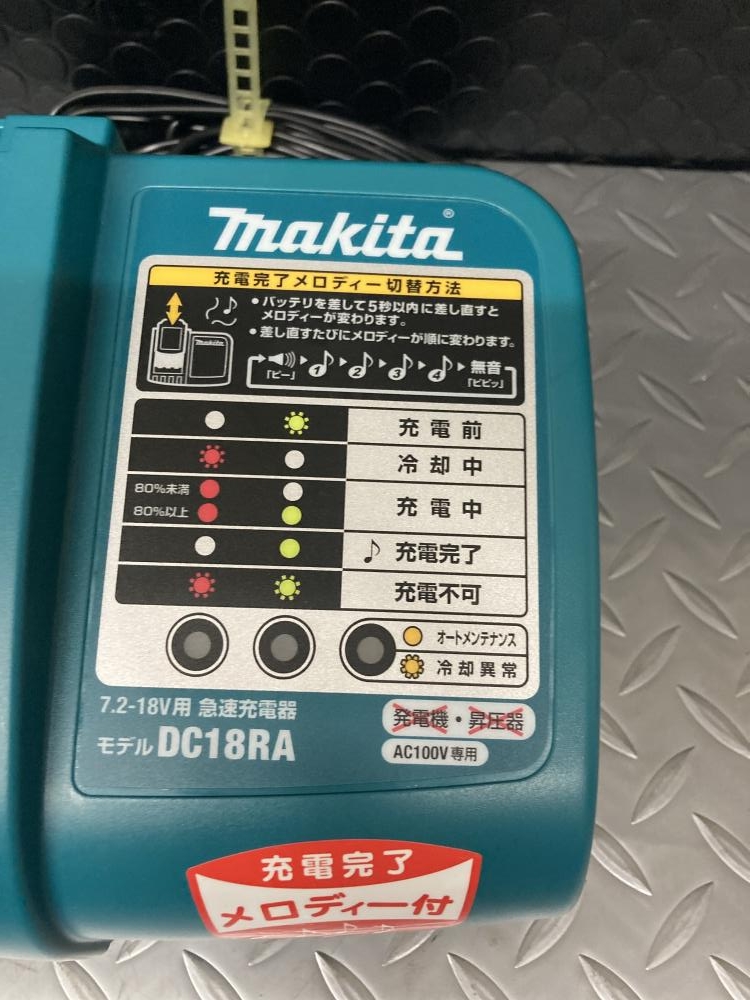 makita®
充電完了メロディー切替方法
•バッテリを差して5秒以内に差し直すと
メロディーが変わります。
•差し直すたびにメロディーが順に変わります。
makita
1 2 3 4 無音
「ピー」 「ピピッ」
充電前
冷却中
80%未満
80%以上
充電中
♪ 充電完了
充電不可
オートメンテナンス
冷却異常
7.2-18V用 急速充電器
モデル DC18RA
発電機・昇圧器
AC100V専用
充電完了
メロディー付